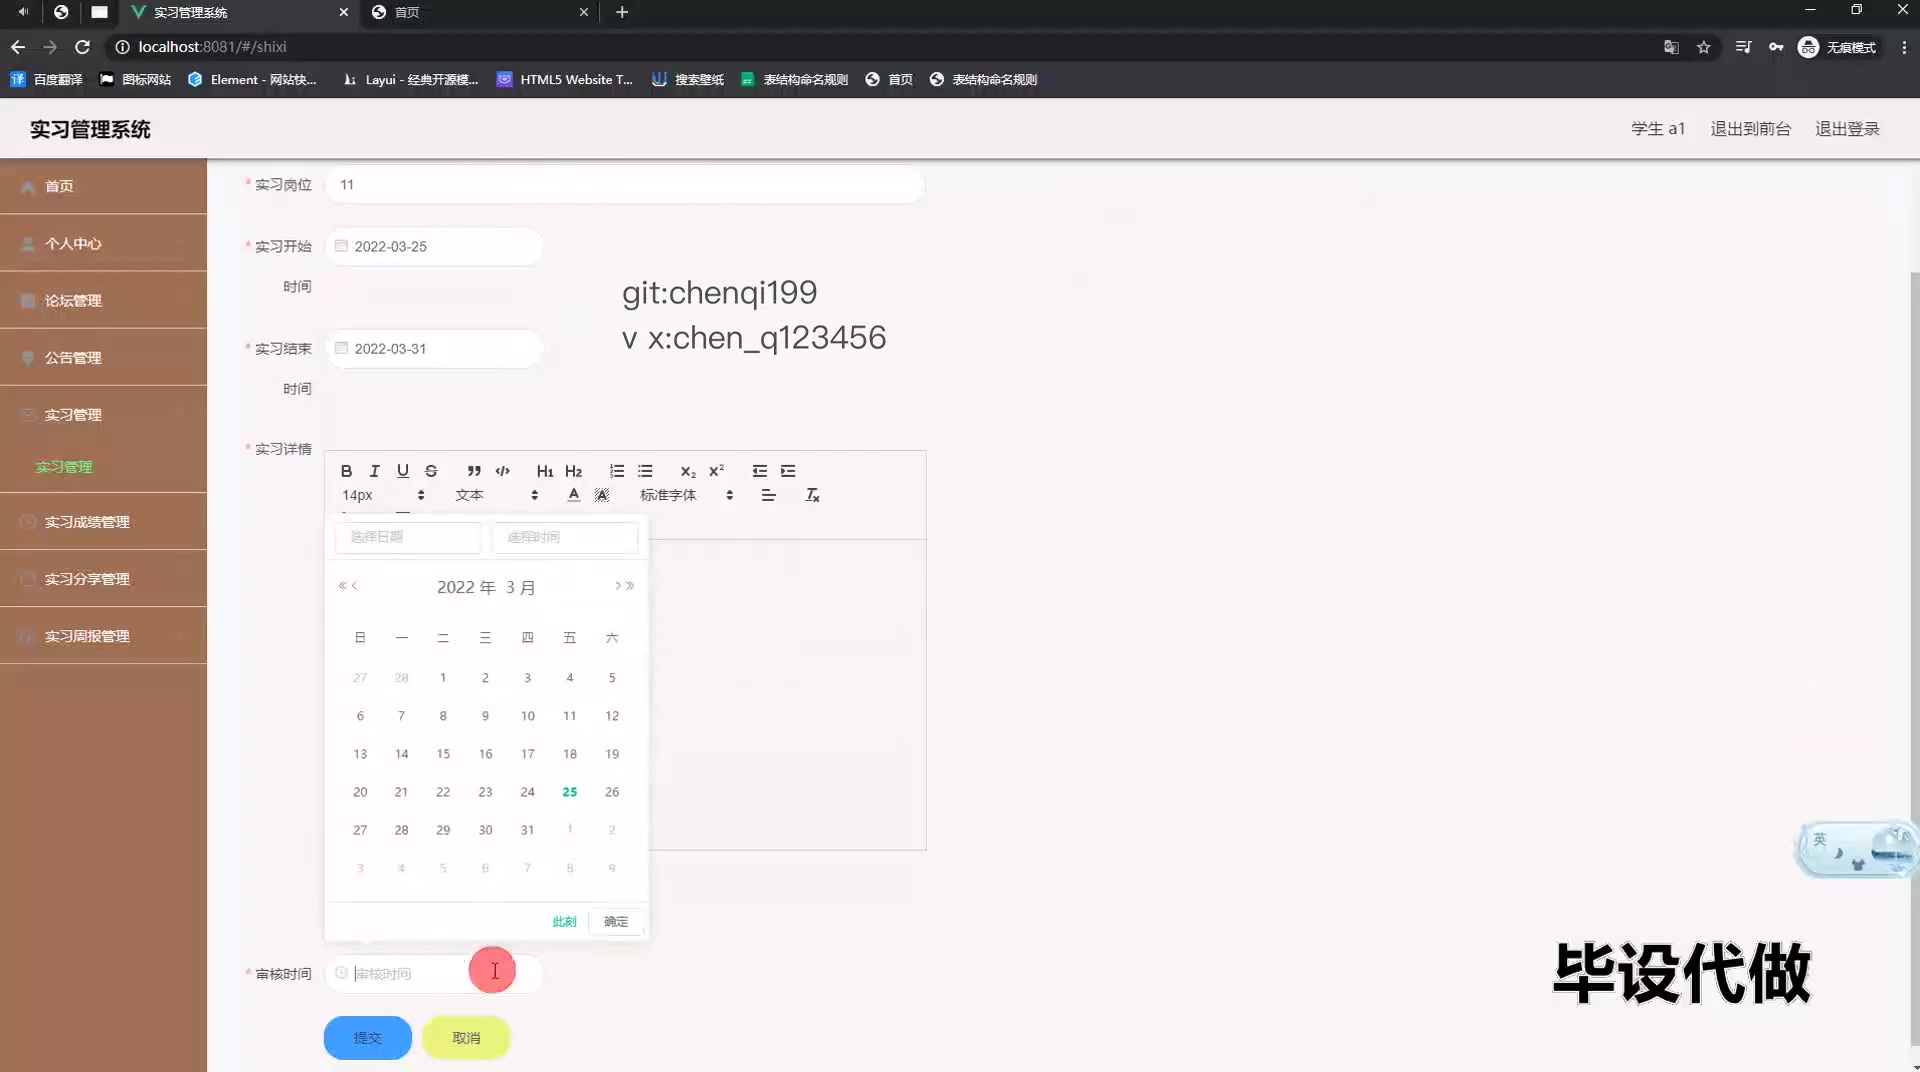 实习管理系统
首页
localhost:8081/#/shixi
无痕模式
百度翻译
图标网站
Element - 网站快...
Layui - 经典开源模...
HTML5 Website T...
搜索壁纸
表结构命名规则
首页
表结构命名规则
实习管理系统
学生 a1
退出到前台
退出登录
首页
个人中心
论坛管理
公告管理
实习管理
实习管理
实习成绩管理
实习分享管理
实习周报管理
* 实习岗位
11
* 实习开始
时间
2022-03-25
git:chenqi199
v x:chen_q123456
* 实习结束
时间
2022-03-31
* 实习详情
B I U S ” </> H1 H2 X2 X2
14px 文本 A A 标准字体 Tx
选择日期 选择时间
« ‹ 2022 年 3 月 › »
日 一 二 三 四 五 六
27 28 1 2 3 4 5
6 7 8 9 10 11 12
13 14 15 16 17 18 19
20 21 22 23 24 25 26
27 28 29 30 31 1 2
3 4 5 6 7 8 9
此刻 确定
* 审核时间
审核时间
提交 取消
英
毕设代做